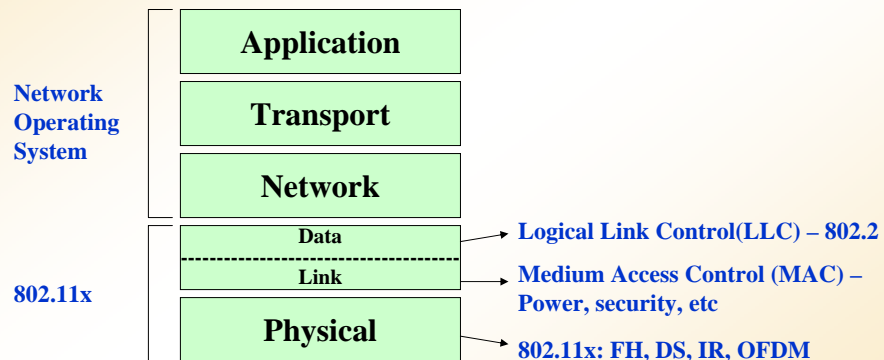 Application
Network
Operating
System
Transport
Network
Data
Logical Link Control(LLC) – 802.2
Link
Medium Access Control (MAC) –
Power, security, etc
802.11x
Physical
802.11x: FH, DS, IR, OFDM